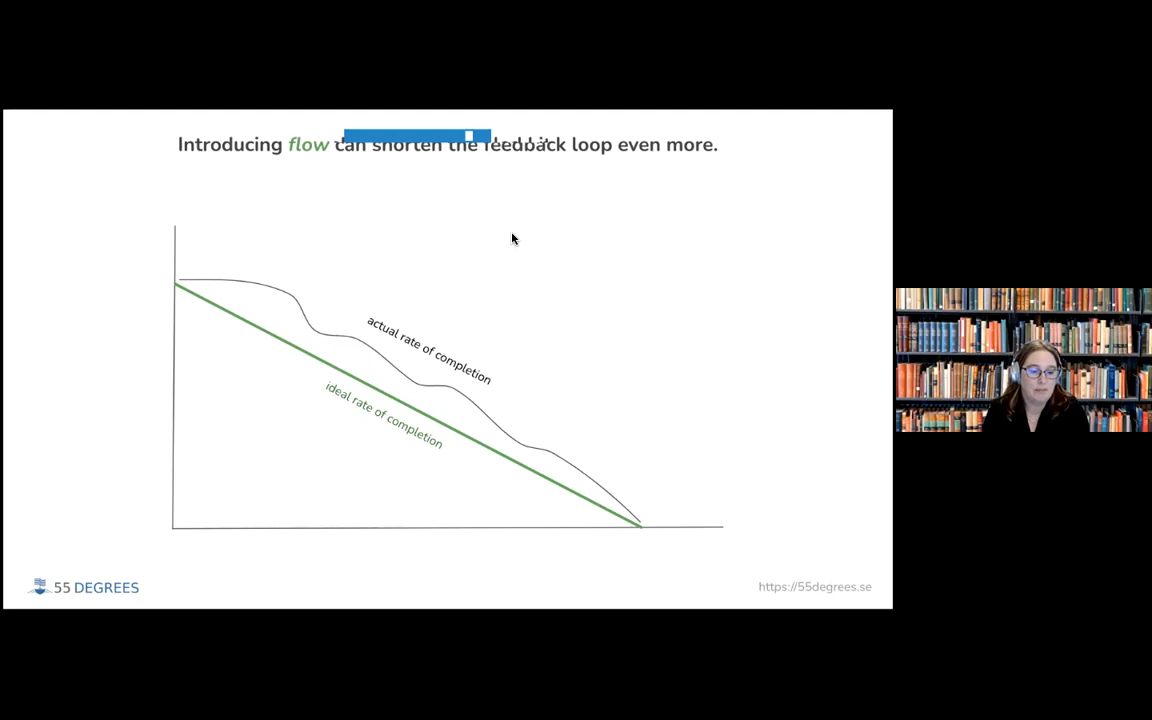 Introducing flow can shorten the feedback loop even more.
actual rate of completion
ideal rate of completion
55 DEGREES
https://55degrees.se